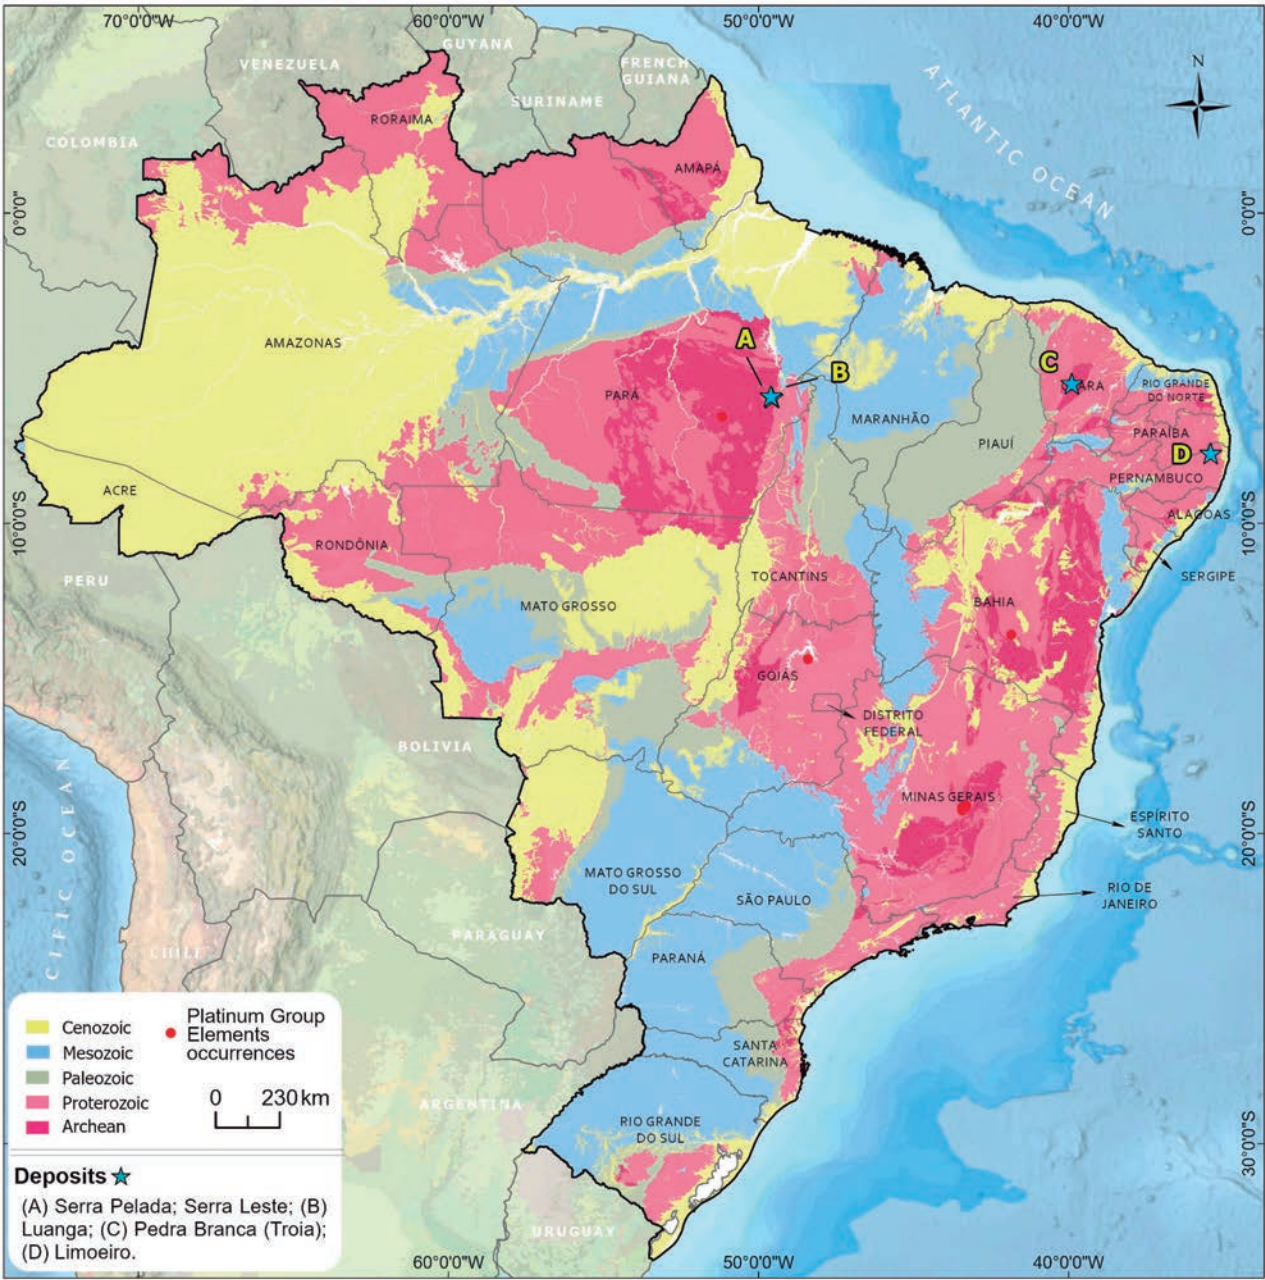 70°0'0"W
60°0'0"W
50°0'0"W
40°0'0"W
GUYANA
VENEZUELA
FRENCH
GUIANA
SURINAME
N
ATLANTIC OCEAN
COLOMBIA
RORAIMA
AMAPÁ
0°0'0"
0°0'0"
AMAZONAS
A
B
C
CEARÁ
RIO GRANDE
DO NORTE
PARÁ
MARANHÃO
PIAUÍ
PARAÍBA
D
PERNAMBUCO
ACRE
ALAGOAS
10°0'0"S
10°0'0"S
RONDÔNIA
PERU
TOCANTINS
SERGIPE
MATO GROSSO
BAHIA
GOIÁS
DISTRITO
FEDERAL
BOLIVIA
MINAS GERAIS
ESPÍRITO
SANTO
20°0'0"S
20°0'0"S
CIFIC OCEAN
MATO GROSSO
DO SUL
SÃO PAULO
RIO DE
JANEIRO
PARAGUAY
CHILE
PARANÁ
SANTA
CATARINA
ARGENTINA
RIO GRANDE
DO SUL
30°0'0"S
URUGUAY
Cenozoic
Mesozoic
Paleozoic
Proterozoic
Archean
Platinum Group
Elements
occurrences
0 230 km
Deposits
(A) Serra Pelada; Serra Leste; (B)
Luanga; (C) Pedra Branca (Troia);
(D) Limoeiro.
60°0'0"W
50°0'0"W
40°0'0"W